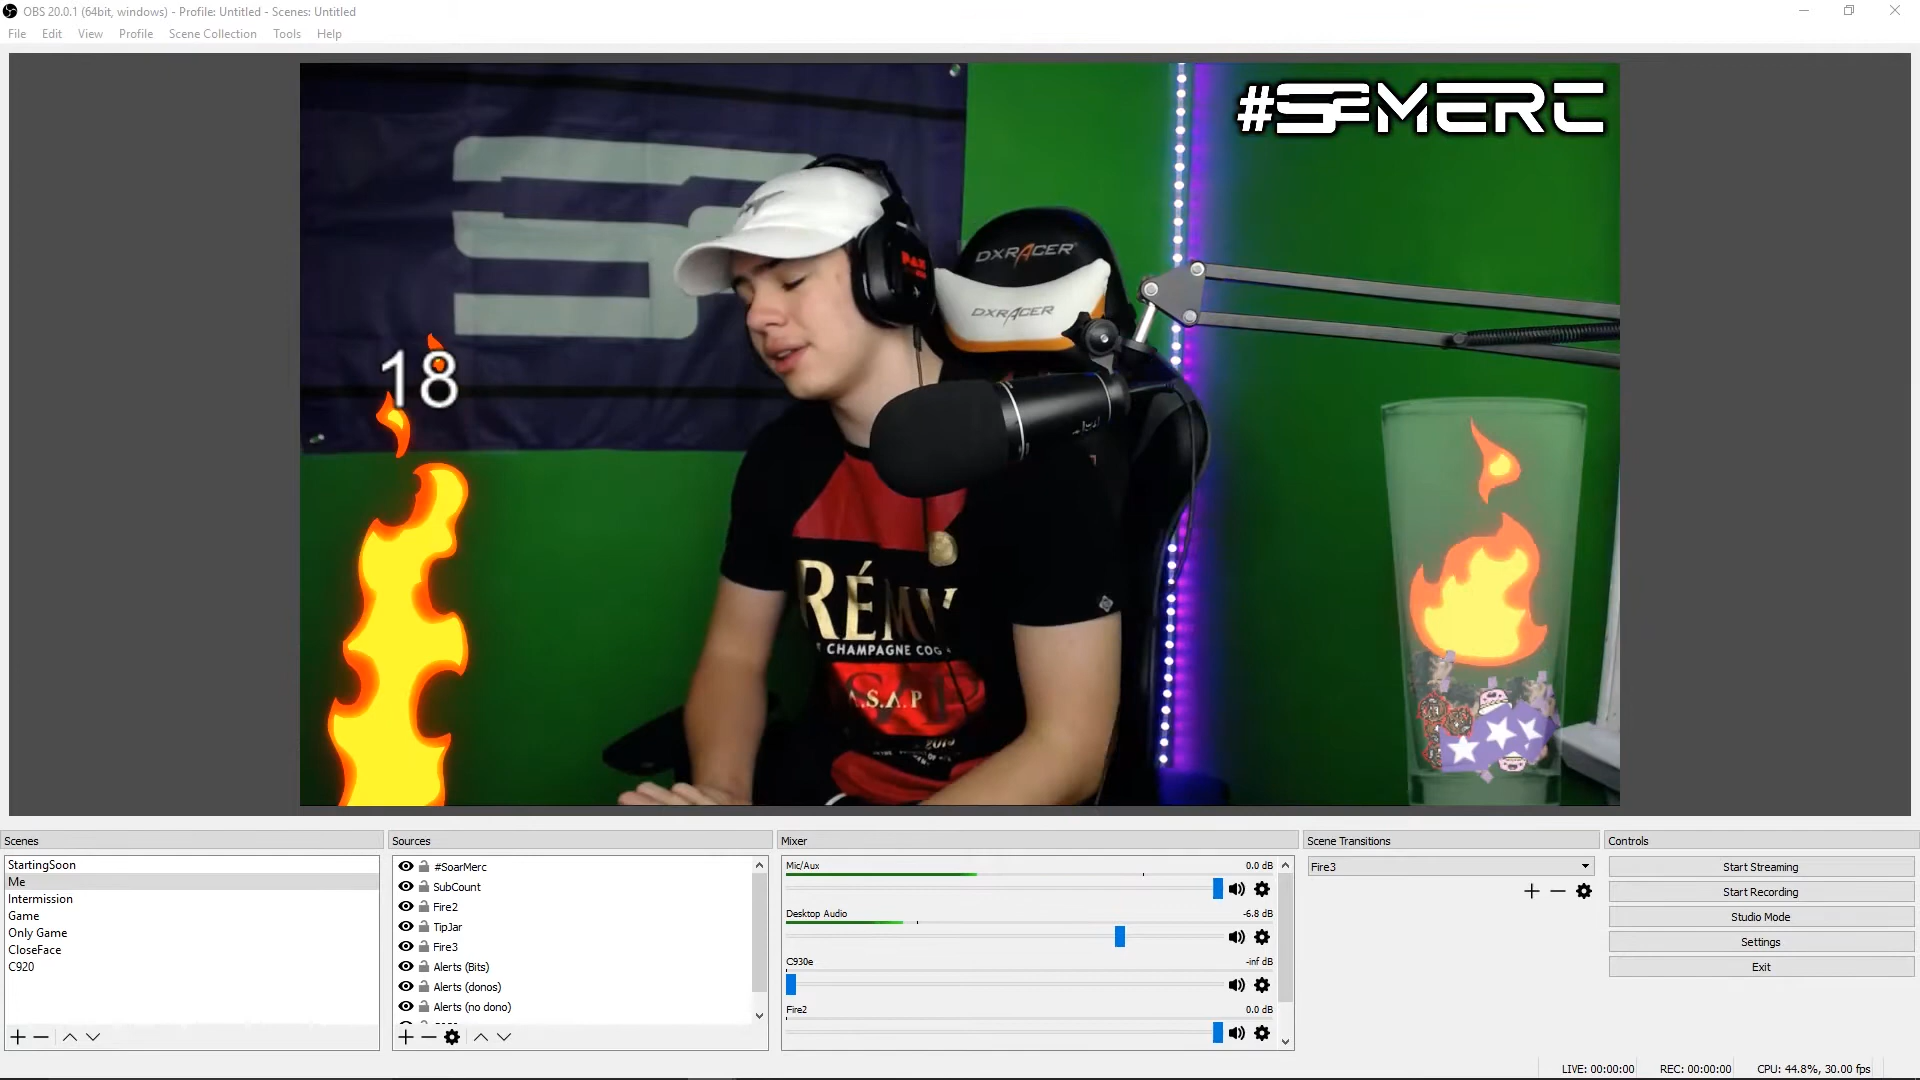 OBS 20.0.1 (64bit, windows) - Profile: Untitled - Scenes: Untitled
File Edit View Profile Scene Collection Tools Help
#SRMERC
DXRACER
DXRACER
18
RÉMY
CHAMPAGNE COG
A.S.A.P
Scenes
StartingSoon
Me
Intermission
Game
Only Game
CloseFace
C920
Sources
#SoarMerc
SubCount
Fire2
TipJar
Fire3
Alerts (Bits)
Alerts (donos)
Alerts (no dono)
Mixer
Mic/Aux 0.0 dB
Desktop Audio -6.8 dB
C930e -inf dB
Fire2 0.0 dB
Scene Transitions
Fire3
Controls
Start Streaming
Start Recording
Studio Mode
Settings
Exit
LIVE: 00:00:00 REC: 00:00:00 CPU: 44.8%, 30.00 fps